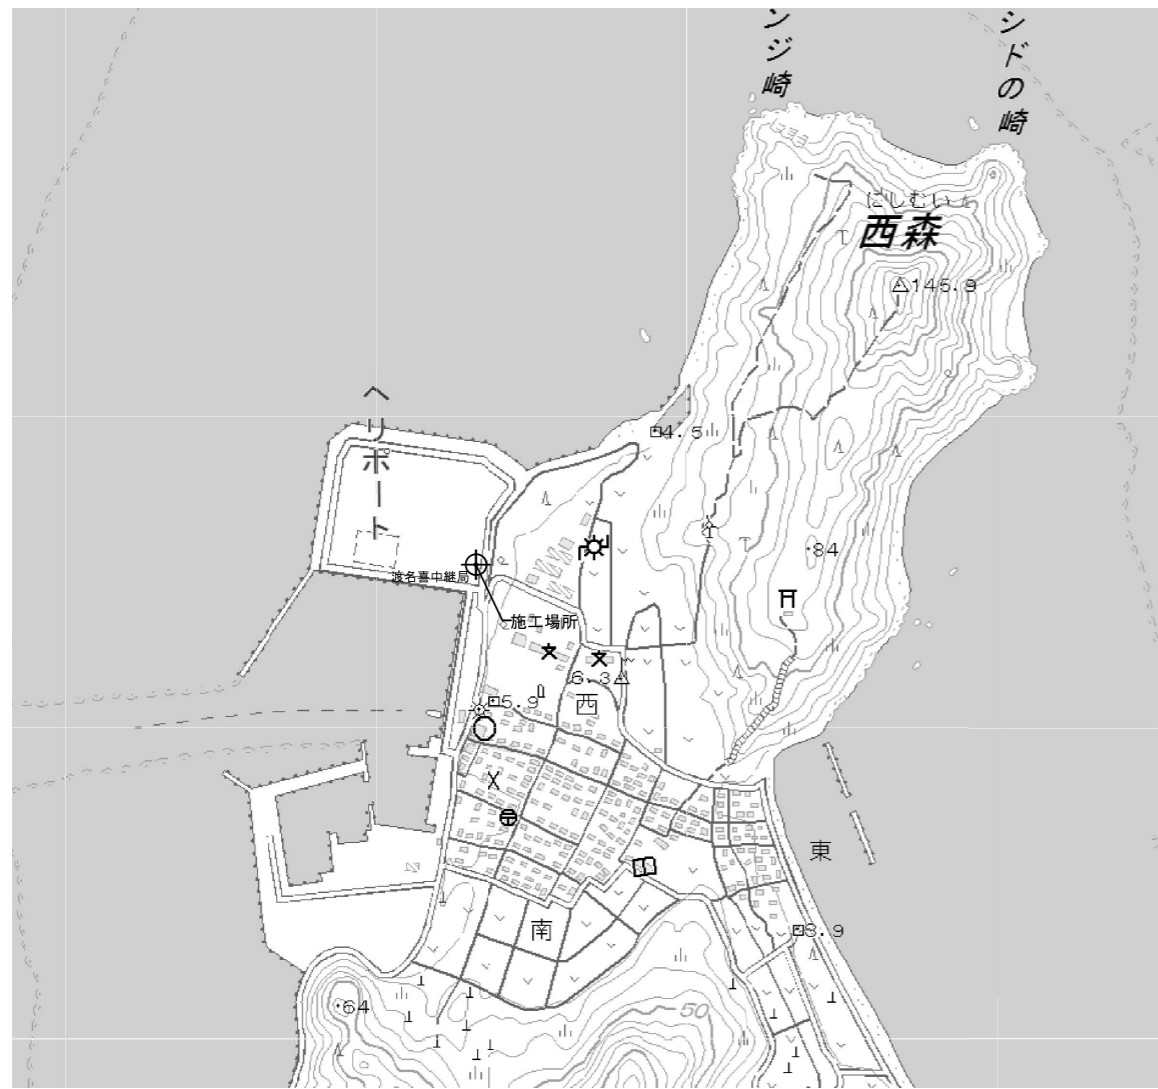 ンジ崎
シドの崎
にしむい
西森
145.9
ヘリポート
4.5
84
渡名喜中継局
施工場所
6.3
5.9
西
東
南
3.9
64
50